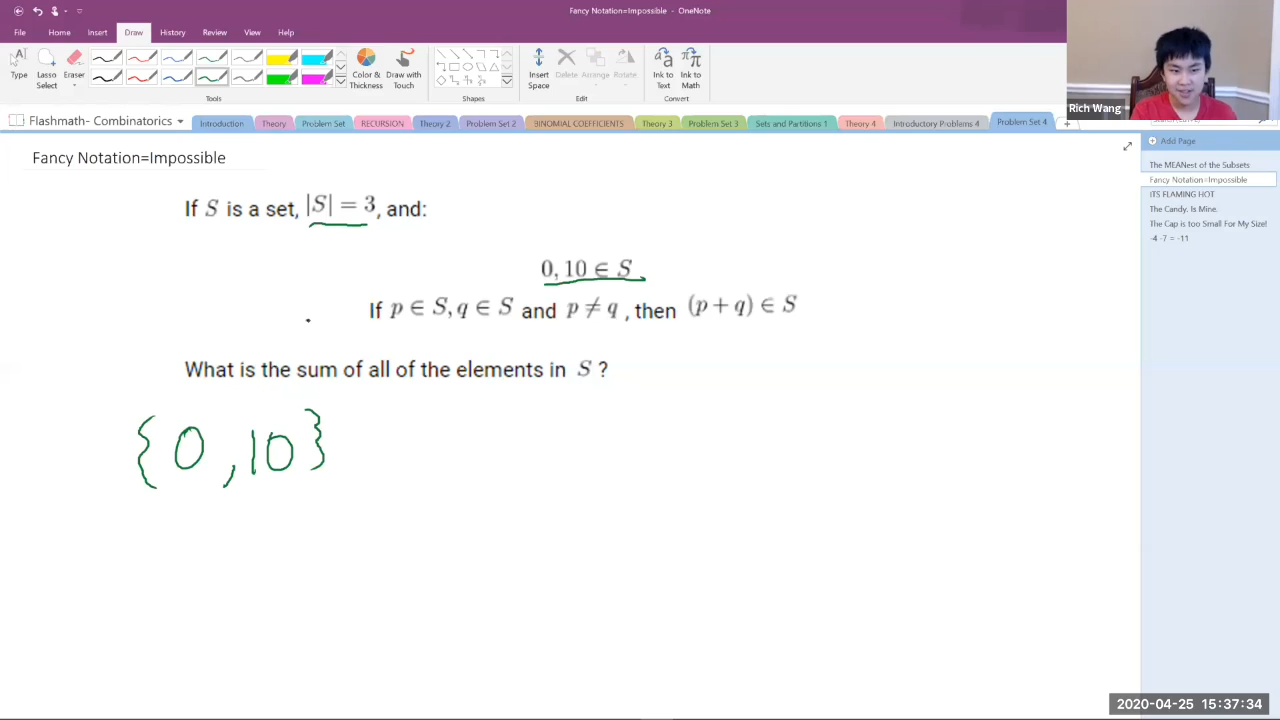 Fancy Notation=Impossible - OneNote
File Home Insert Draw History Review View Help
Type Lasso Select Eraser Color & Thickness Draw with Touch Insert Space Delete Arrange Rotate Ink to Text Ink to Math
Tools Shapes Edit Convert
Rich Wang
Flashmath- Combinatorics Introduction Theory Problem Set RECURSION Theory 2 Problem Set 2 BINOMIAL COEFFICIENTS Theory 3 Problem Set 3 Sets and Partitions 1 Theory 4 Introductory Problems 4 Problem Set 4
Add Page
Fancy Notation=Impossible
The MEANest of the Subsets
Fancy Notation=Impossible
ITS FLAMING HOT
The Candy. Is Mine.
The Cap is too Small For My Size!
-4 -7 = -11
If S is a set, |S| = 3, and:
0, 10 ∈ S
If p ∈ S, q ∈ S and p ≠ q, then (p + q) ∈ S
What is the sum of all of the elements in S ?
{ 0 , 10 }
2020-04-25 15:37:34